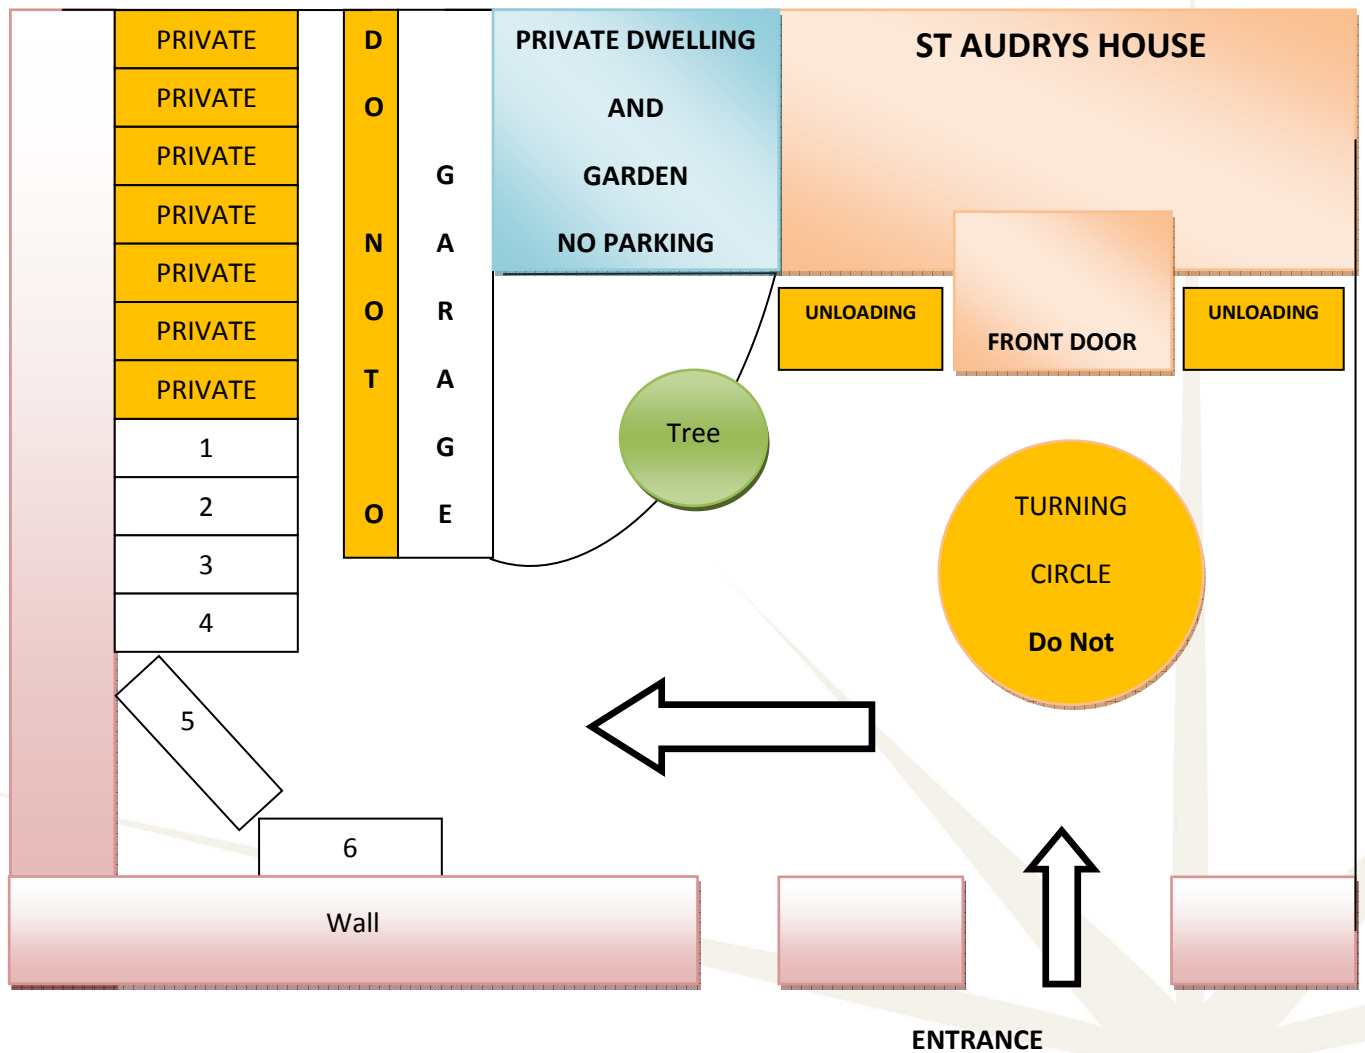 PRIVATE
PRIVATE
PRIVATE
PRIVATE
PRIVATE
PRIVATE
PRIVATE
1
2
3
4
5
6
D
O
N
O
T
O
G
A
R
A
G
E
PRIVATE DWELLING
AND
GARDEN
NO PARKING
ST AUDRYS HOUSE
UNLOADING
FRONT DOOR
UNLOADING
Tree
TURNING
CIRCLE
Do Not
Wall
ENTRANCE